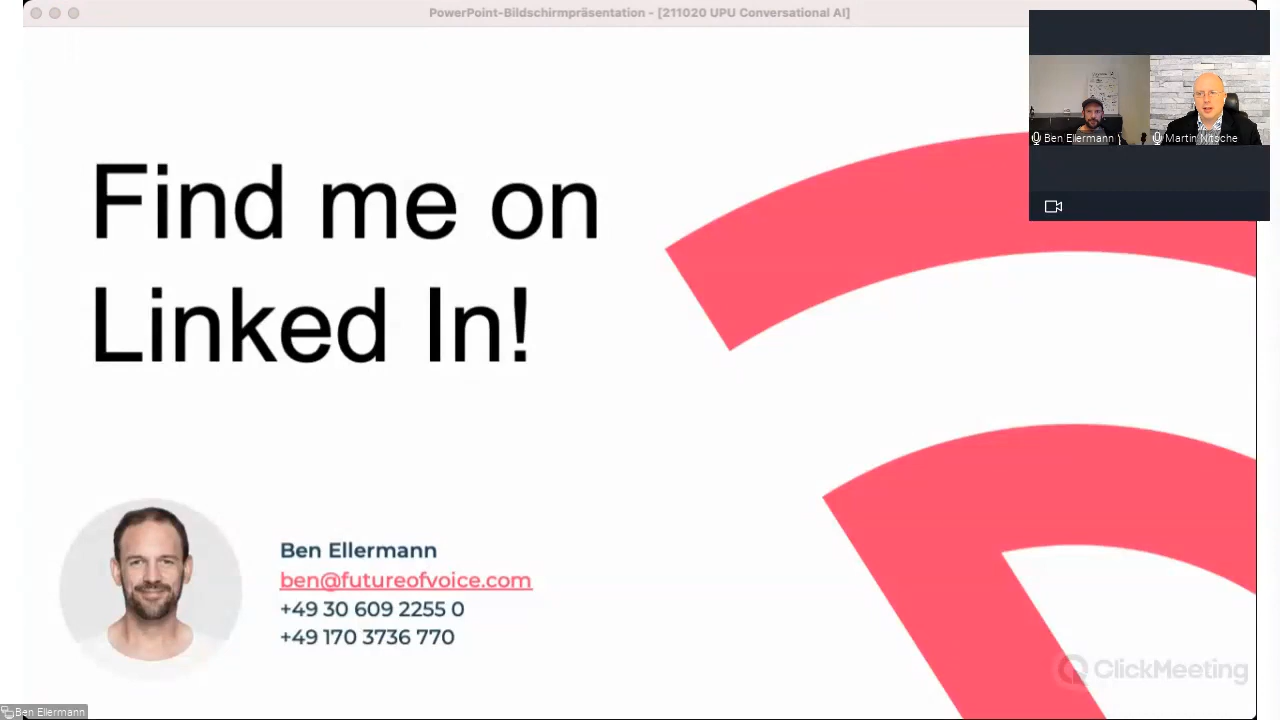 PowerPoint-Bildschirmpräsentation - [211020 UPU Conversational AI]
Ben Ellermann
Martin Nitsche
Find me on
Linked In!
Ben Ellermann
ben@futureofvoice.com
+49 30 609 2255 0
+49 170 3736 770
ClickMeeting
Ben Ellermann